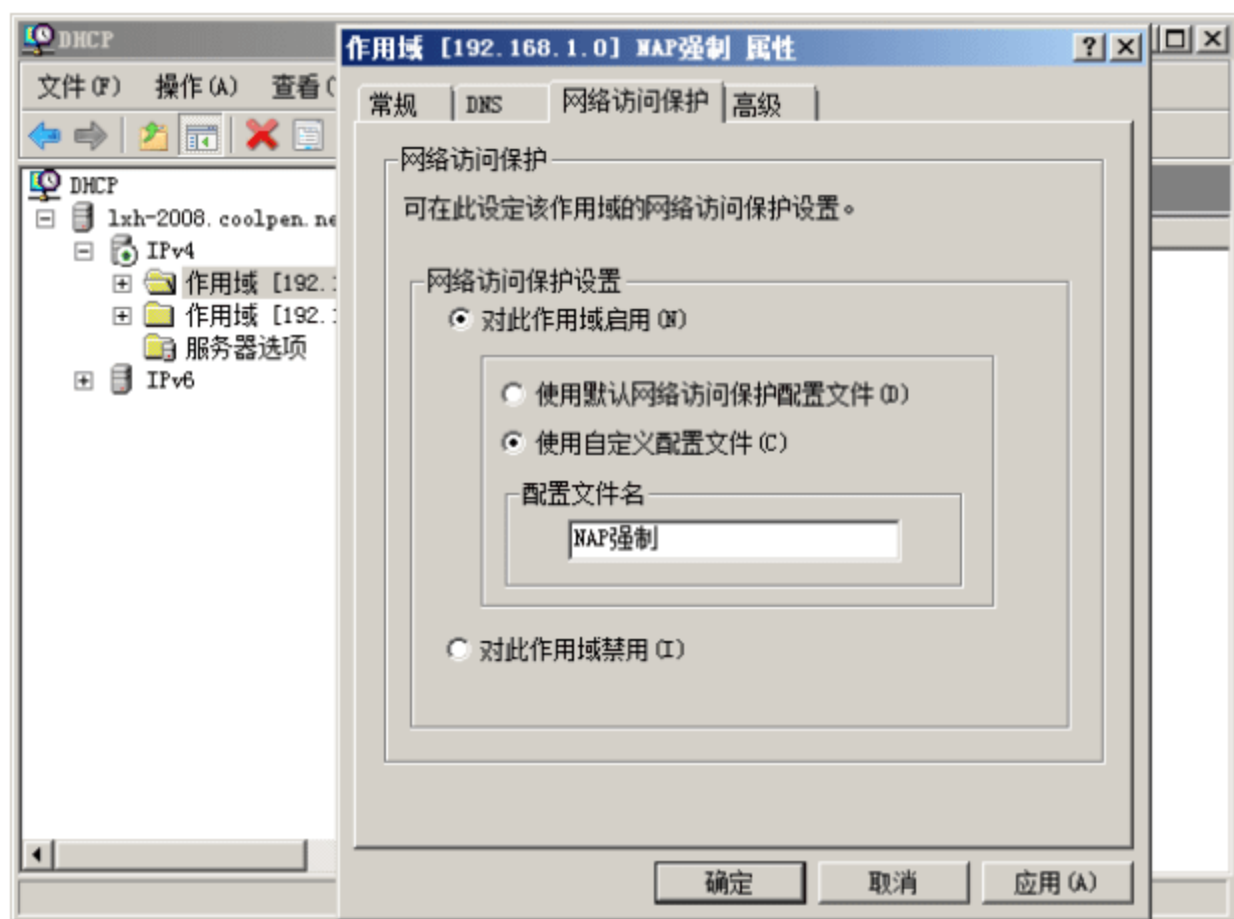 DHCP
文件(F) 操作(A) 查看(
DHCP
lxh-2008.coolpen.ne
IPv4
作用域 [192.1
作用域 [192.1
服务器选项
IPv6
作用域 [192.168.1.0] NAP强制 属性
常规 DNS 网络访问保护 高级
网络访问保护
可在此设定该作用域的网络访问保护设置。
网络访问保护设置
对此作用域启用(N)
使用默认网络访问保护配置文件(D)
使用自定义配置文件(C)
配置文件名
NAP强制
对此作用域禁用(I)
确定 取消 应用(A)